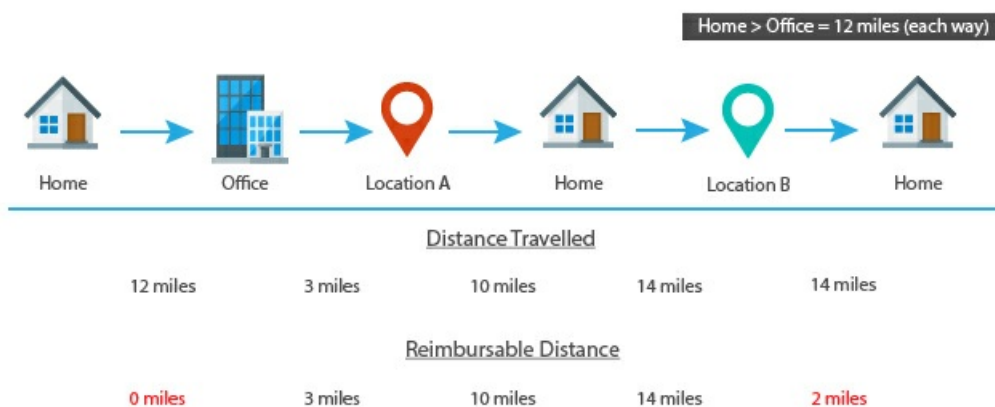 Home > Office = 12 miles (each way)
Home Office Location A Home Location B Home
Distance Travelled
12 miles 3 miles 10 miles 14 miles 14 miles
Reimbursable Distance
0 miles 3 miles 10 miles 14 miles 2 miles